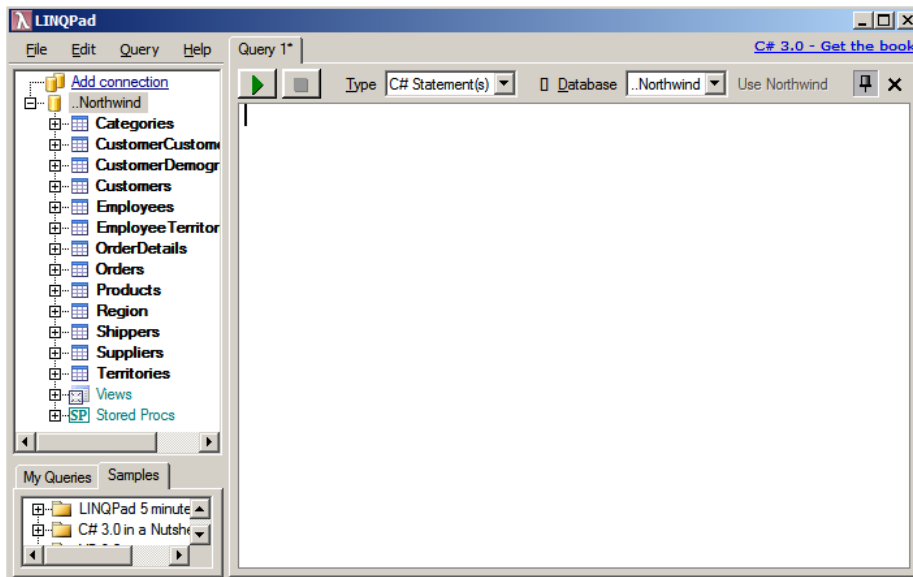 LINQPad
File Edit Query Help
Query 1*
C# 3.0 - Get the book
Add connection
..Northwind
Categories
CustomerCustome
CustomerDemogr
Customers
Employees
EmployeeTerritor
OrderDetails
Orders
Products
Region
Shippers
Suppliers
Territories
Views
SP Stored Procs
My Queries Samples
LINQPad 5 minute
C# 3.0 in a Nutshe
Type C# Statement(s) Database ..Northwind Use Northwind